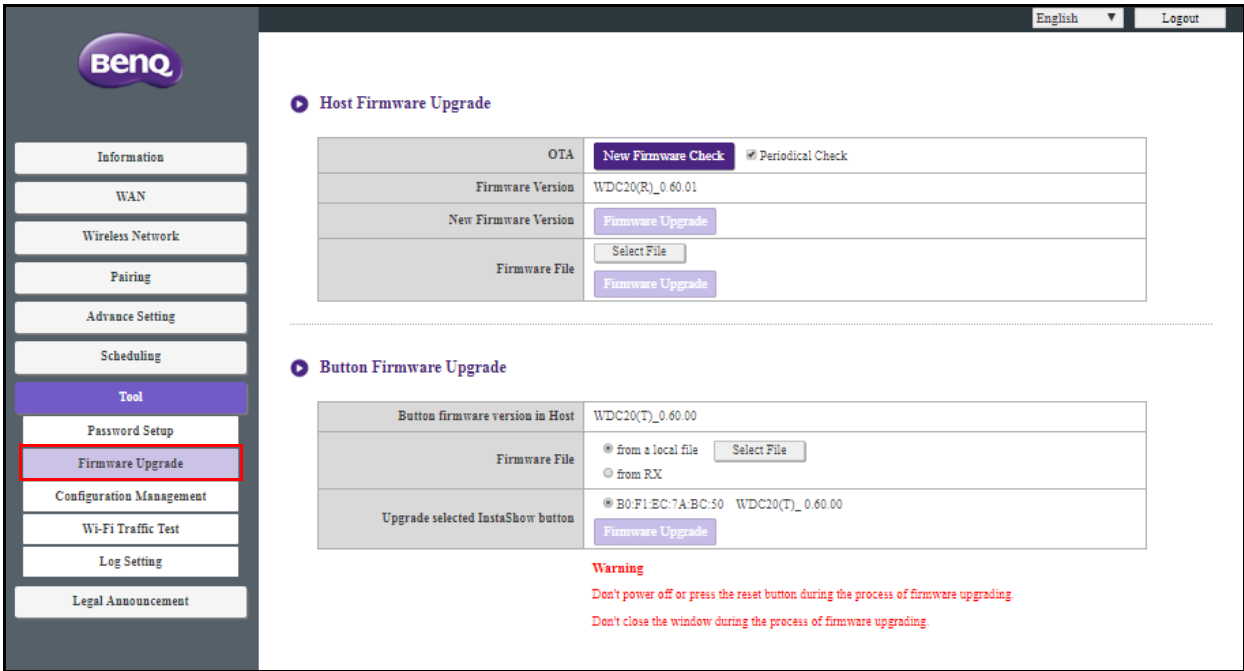 English ▼ Logout
BenQ
Information
WAN
Wireless Network
Pairing
Advance Setting
Scheduling
Tool
Password Setup
Firmware Upgrade
Configuration Management
Wi-Fi Traffic Test
Log Setting
Legal Announcement
Host Firmware Upgrade
OTA New Firmware Check Periodical Check
Firmware Version WDC20(R)_0.60.01
New Firmware Version Firmware Upgrade
Firmware File Select File
Firmware Upgrade
Button Firmware Upgrade
Button firmware version in Host WDC20(T)_0.60.00
Firmware File from a local file Select File
from RX
Upgrade selected InstaShow button B0:F1:EC:7A:BC:50 WDC20(T)_ 0.60.00
Firmware Upgrade
Warning
Don't power off or press the reset button during the process of firmware upgrading.
Don't close the window during the process of firmware upgrading.